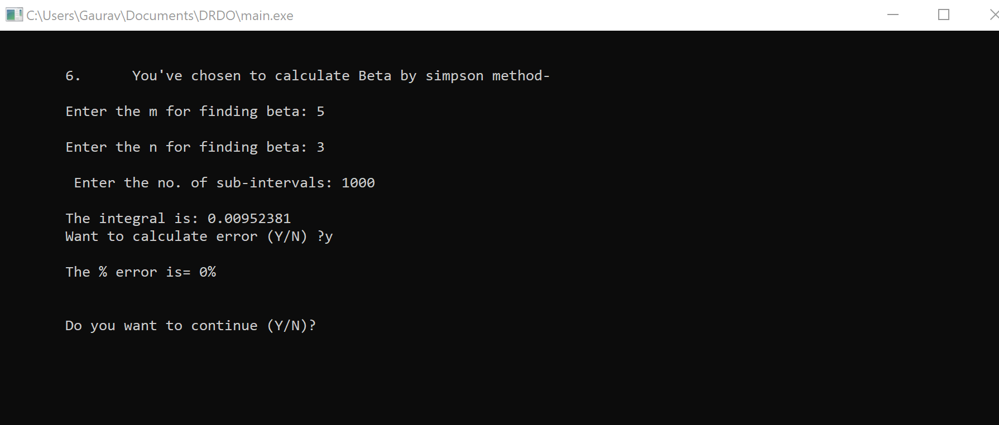 C:\Users\Gaurav\Documents\DRDO\main.exe
6. You've chosen to calculate Beta by simpson method-
Enter the m for finding beta: 5
Enter the n for finding beta: 3
Enter the no. of sub-intervals: 1000
The integral is: 0.00952381
Want to calculate error (Y/N) ?y
The % error is= 0%
Do you want to continue (Y/N)?